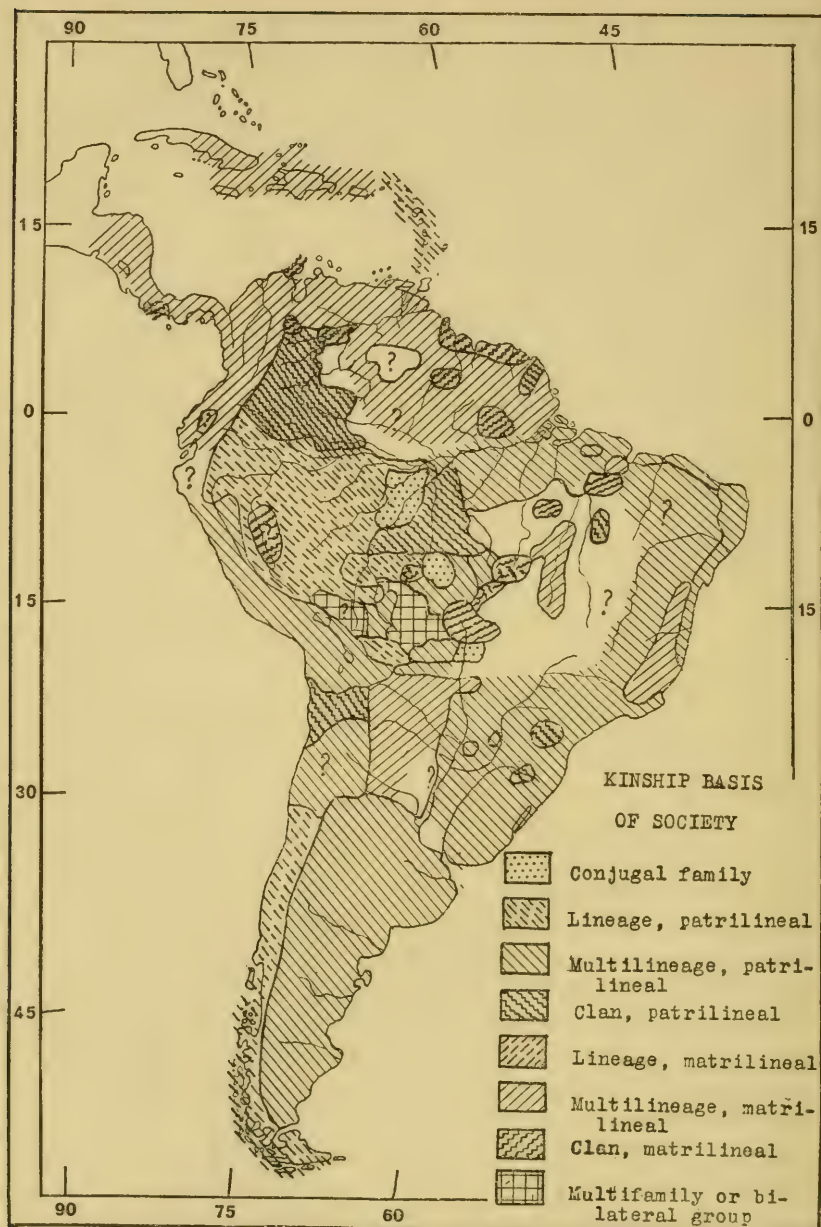 90 75 60 45
15 15
?
0 0
?
?
?
?
?
15 15
?
?
?
?
30
KINSHIP BASIS
OF SOCIETY
Conjugal family
Lineage, patrilineal
Multilineage, patri-
lineal
45
Clan, patrilineal
Lineage, matrilineal
Multilineage, matri-
lineal
Clan, matrilineal
Multifamily or bi-
lateral group
90 75 60